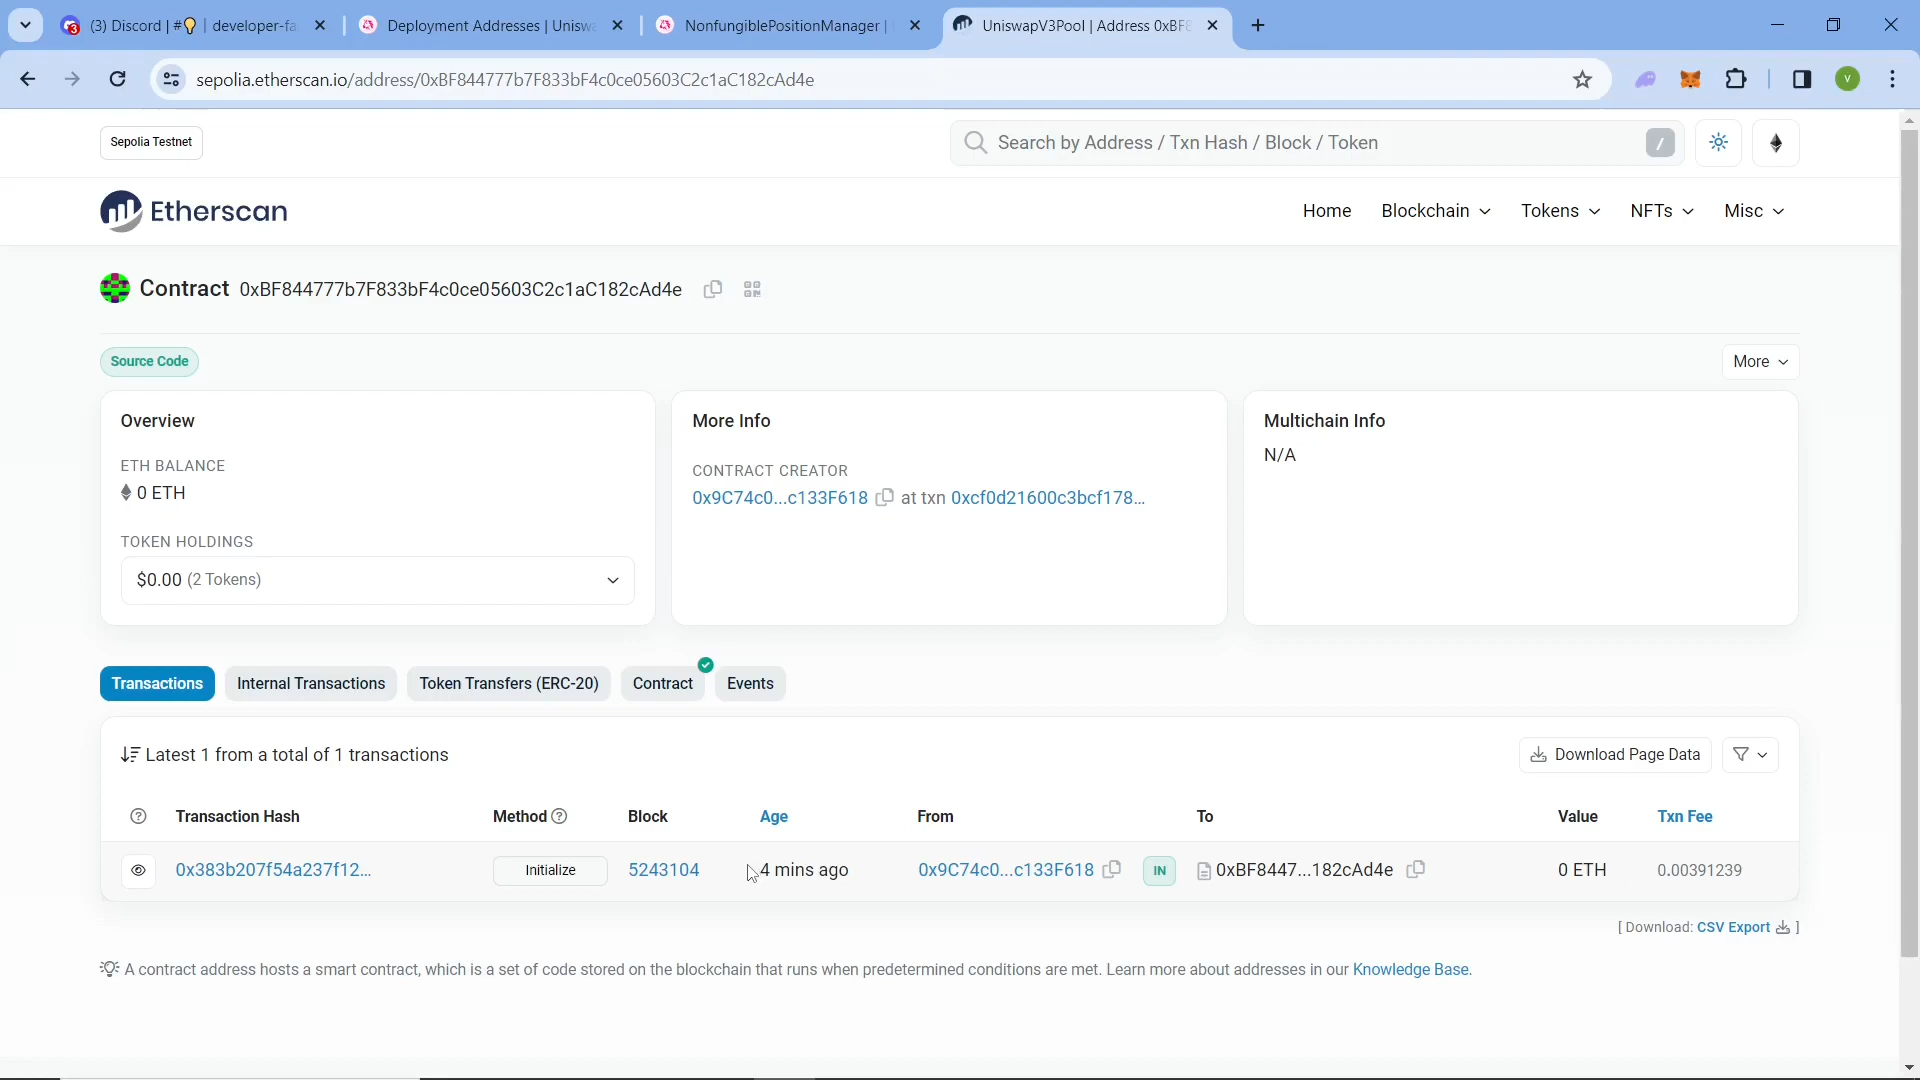 3
(3) Discord | #💡 | developer-fa
Deployment Addresses | Unisw
NonfungiblePositionManager |
UniswapV3Pool | Address 0xBF8
sepolia.etherscan.io/address/0xBF844777b7F833bF4c0ce05603C2c1aC182cAd4e
V
Sepolia Testnet
Search by Address / Txn Hash / Block / Token
/
Etherscan
Home
Blockchain
Tokens
NFTs
Misc
Contract 0xBF844777b7F833bF4c0ce05603C2c1aC182cAd4e
Source Code
More
Overview
ETH BALANCE
0 ETH
TOKEN HOLDINGS
$0.00 (2 Tokens)
More Info
CONTRACT CREATOR
0x9C74c0...c133F618 at txn 0xcf0d21600c3bcf178...
Multichain Info
N/A
Transactions
Internal Transactions
Token Transfers (ERC-20)
Contract
Events
Latest 1 from a total of 1 transactions
Download Page Data
Transaction Hash Method Block Age From To Value Txn Fee
0x383b207f54a237f12... Initialize 5243104 4 mins ago 0x9C74c0...c133F618 IN 0xBF8447...182cAd4e 0 ETH 0.00391239
[ Download: CSV Export ]
A contract address hosts a smart contract, which is a set of code stored on the blockchain that runs when predetermined conditions are met. Learn more about addresses in our Knowledge Base.